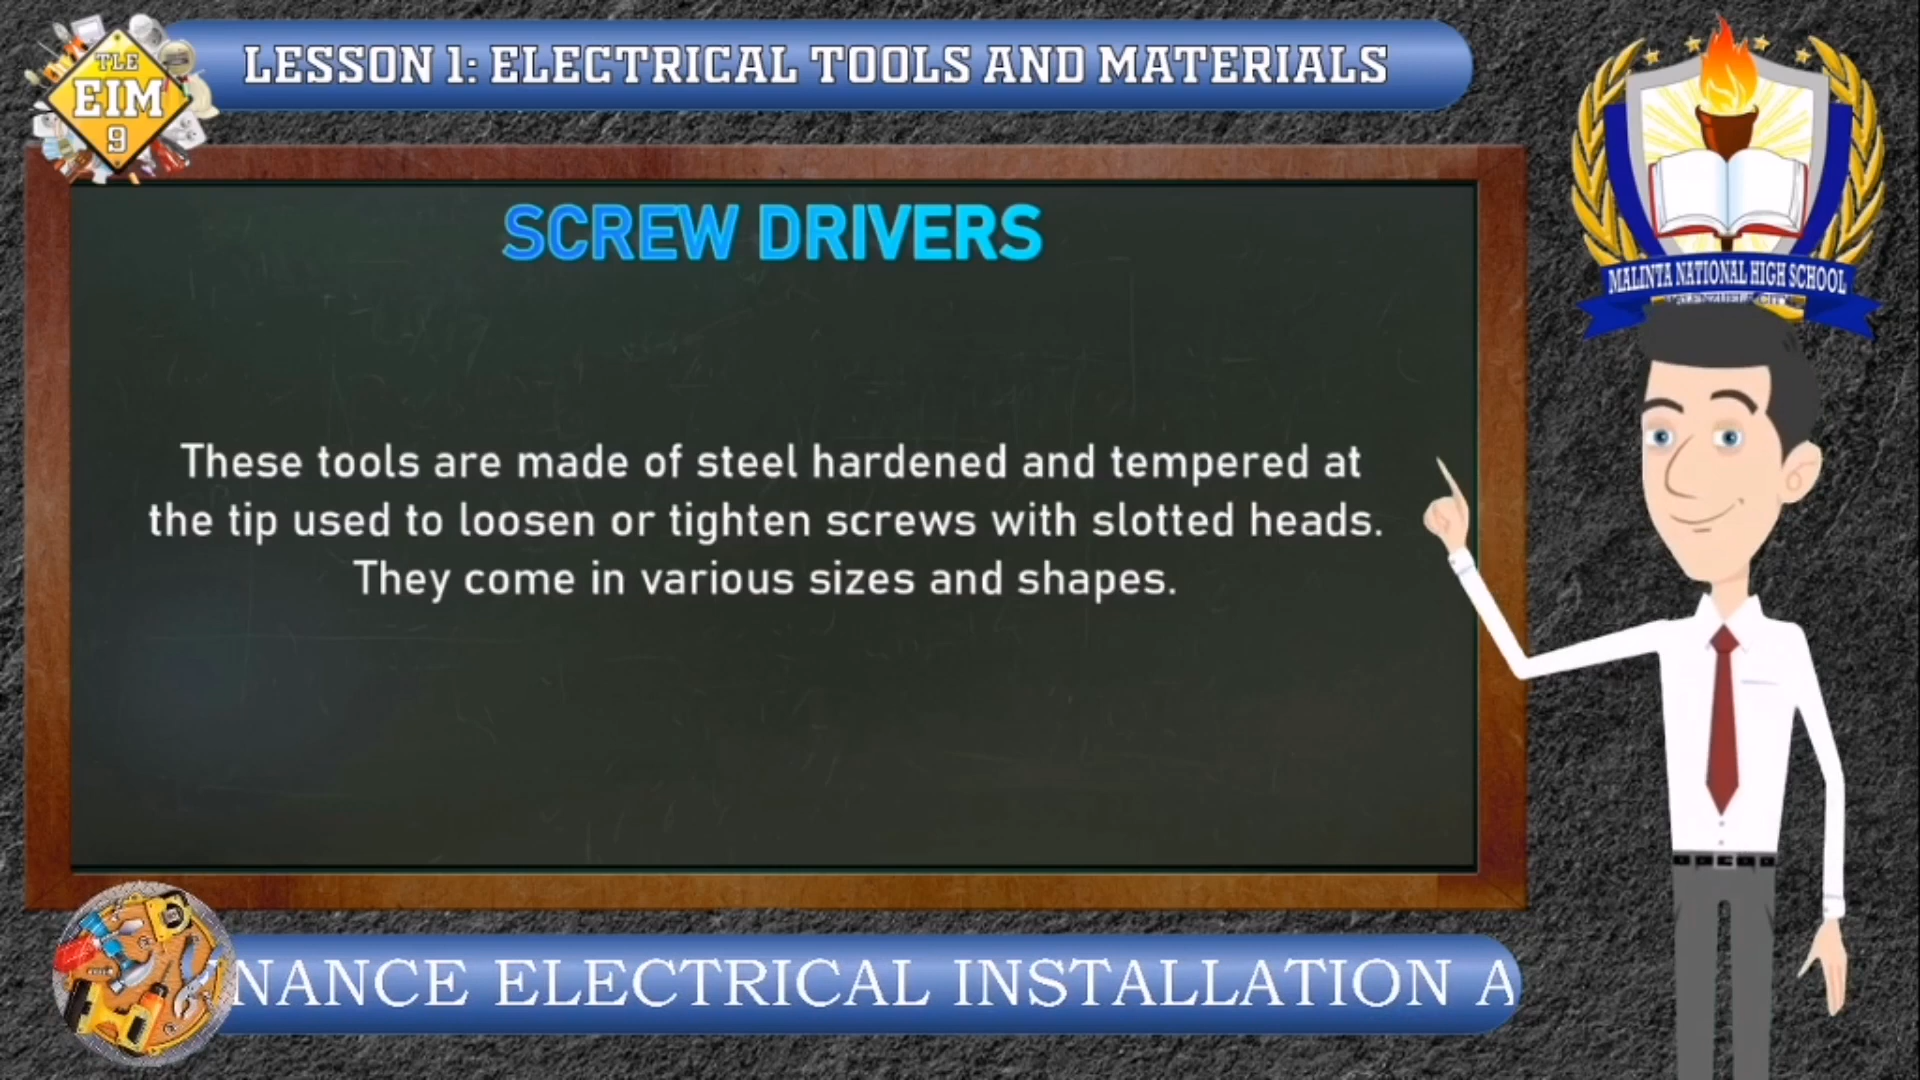 TLE
EIM
9
LESSON 1: ELECTRICAL TOOLS AND MATERIALS
MALINTA NATIONAL HIGH SCHOOL
SCREW DRIVERS
These tools are made of steel hardened and tempered at
the tip used to loosen or tighten screws with slotted heads.
They come in various sizes and shapes.
NANCE ELECTRICAL INSTALLATION A